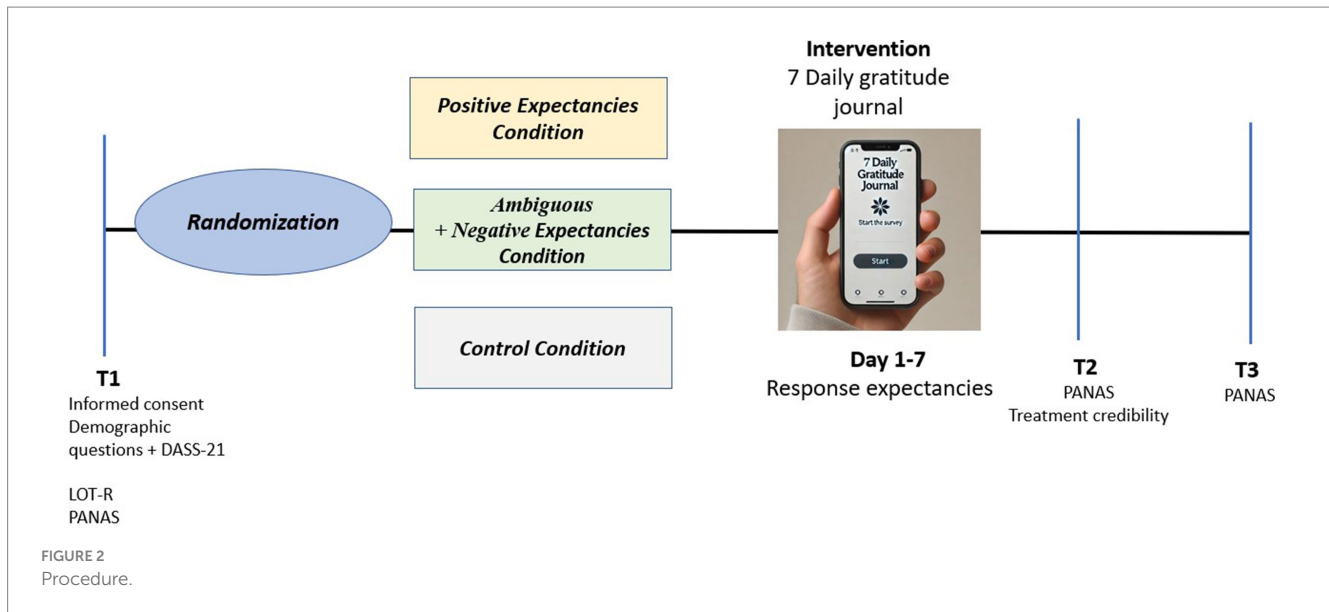 Randomization
Positive Expectancies
Condition
Ambiguous
+ Negative Expectancies
Condition
Control Condition
Intervention
7 Daily gratitude
journal
7 Daily
Gratitude
Journal
Start the survey
Start
Day 1-7
Response expectancies
T1
Informed consent
Demographic
questions + DASS-21
LOT-R
PANAS
T2
PANAS
Treatment credibility
T3
PANAS
FIGURE 2
Procedure.